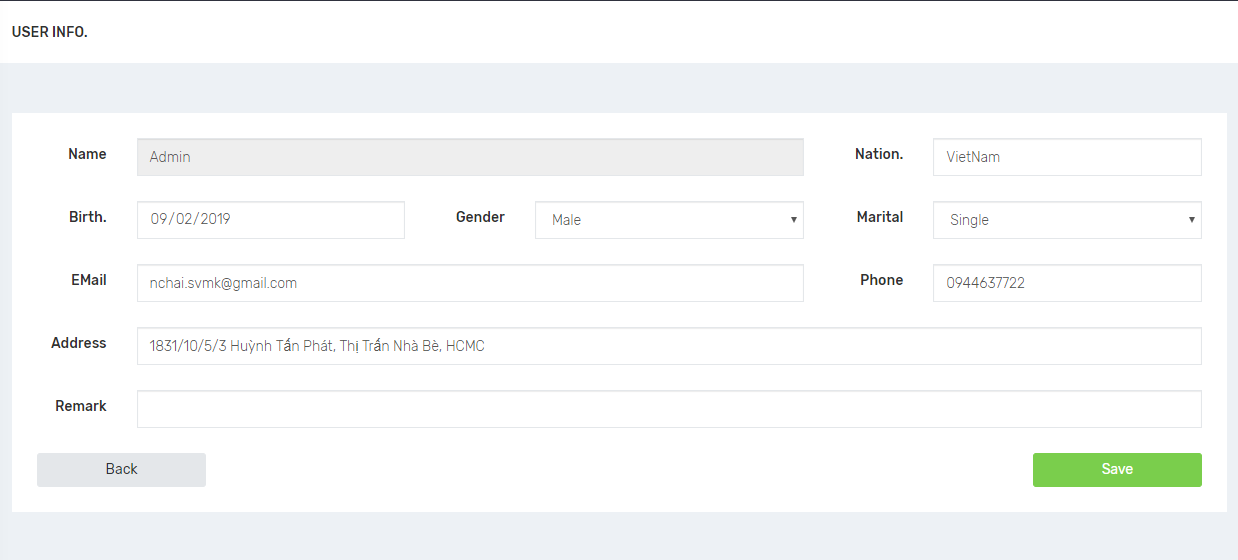 USER INFO.
Name Admin Nation. VietNam
Birth. 09/02/2019 Gender Male Marital Single
EMail nchai.svmk@gmail.com Phone 0944637722
Address 1831/10/5/3 Huỳnh Tấn Phát, Thị Trấn Nhà Bè, HCMC
Remark
Back Save